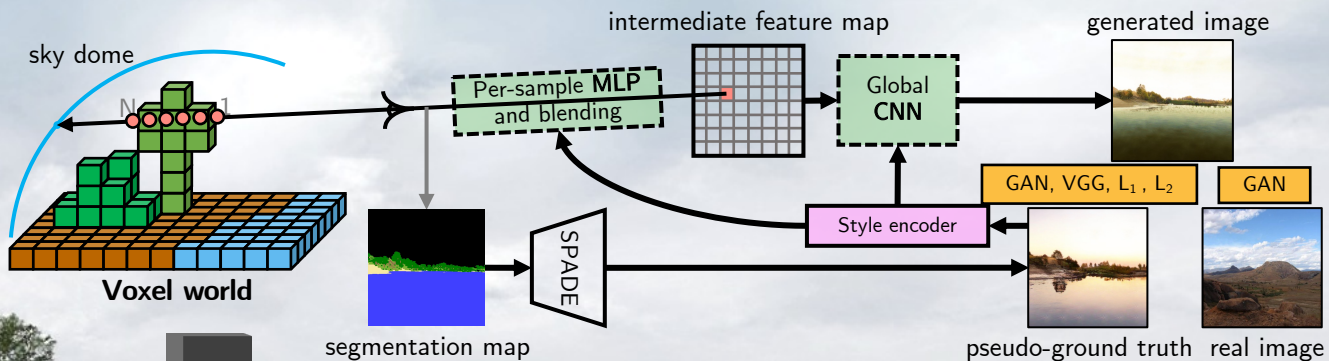 intermediate feature map
generated image
sky dome
N
1
Per-sample MLP
and blending
Global
CNN
GAN, VGG, L₁ , L₂
GAN
Style encoder
SPADE
Voxel world
segmentation map
pseudo-ground truth
real image